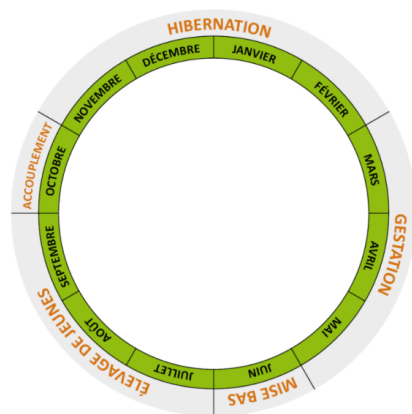 HIBERNATION
GESTATION
MISE BAS
ÉLEVAGE DE JEUNES
ACCOUPLEMENT
JANVIER
FÉVRIER
MARS
AVRIL
MAI
JUIN
JUILLET
AOÛT
SEPTEMBRE
OCTOBRE
NOVEMBRE
DÉCEMBRE